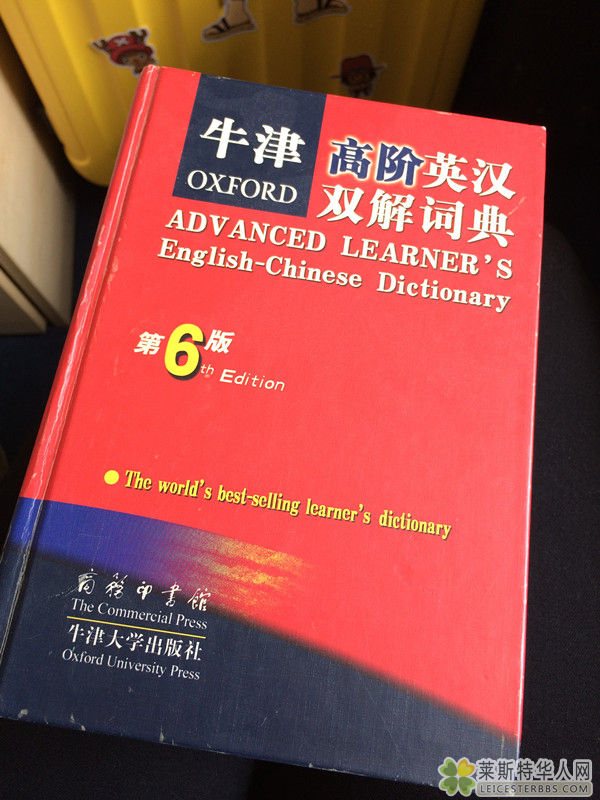 牛津
OXFORD
高阶英汉
双解词典
ADVANCED LEARNER'S
English-Chinese Dictionary
第6版
th Edition
The world's best-selling learner's dictionary
商務印書館
The Commercial Press
牛津大学出版社
Oxford University Press
莱斯特华人网
LEICESTERBBS.COM